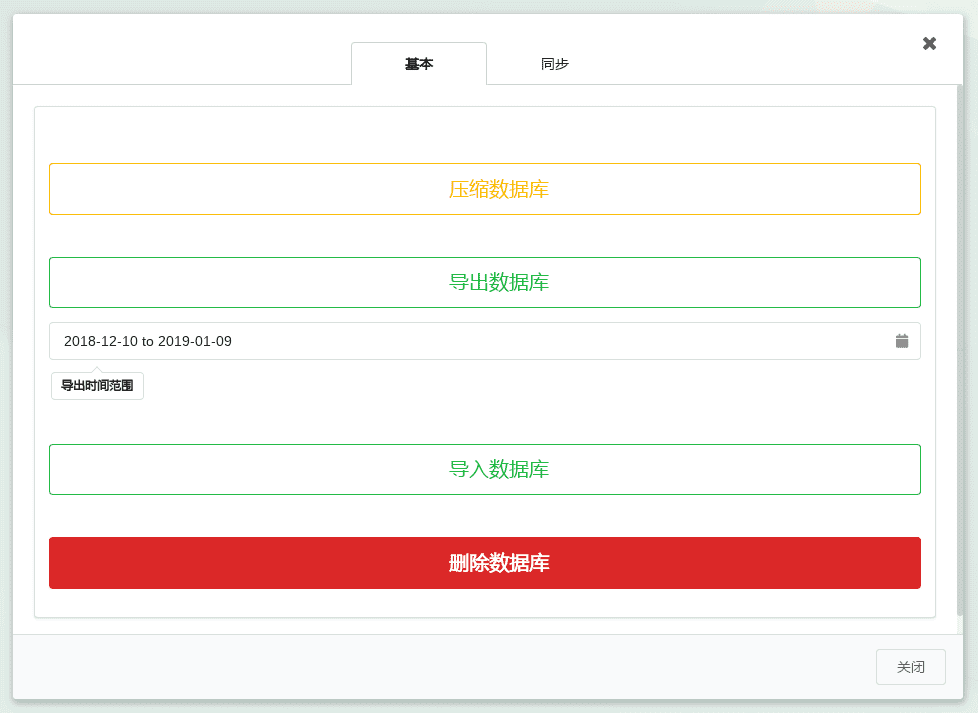 基本
同步
压缩数据库
导出数据库
2018-12-10 to 2019-01-09
导出时间范围
导入数据库
删除数据库
关闭